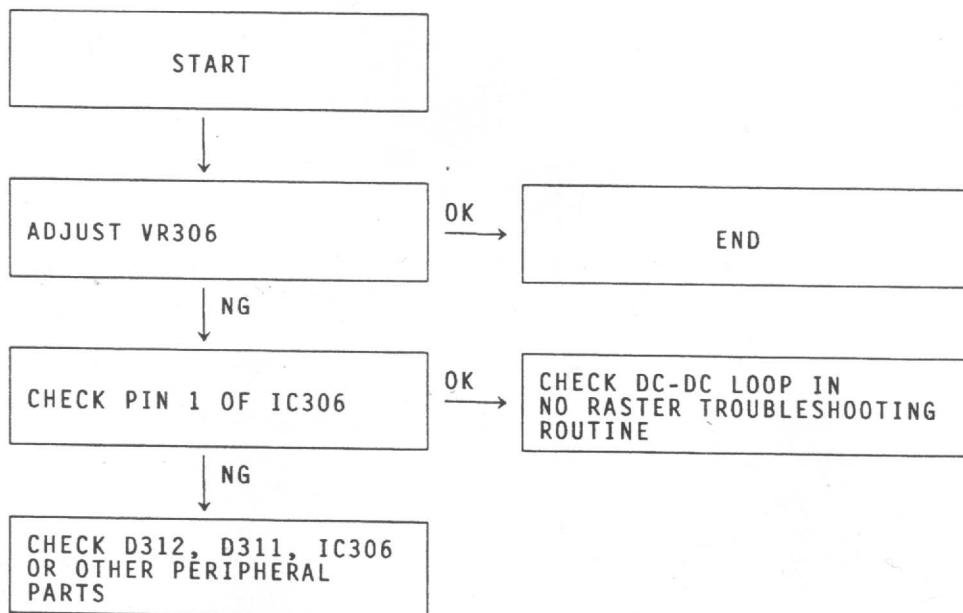 START
ADJUST VR306
OK
END
NG
CHECK PIN 1 OF IC306
OK
CHECK DC-DC LOOP IN
NO RASTER TROUBLESHOOTING
ROUTINE
NG
CHECK D312, D311, IC306
OR OTHER PERIPHERAL
PARTS